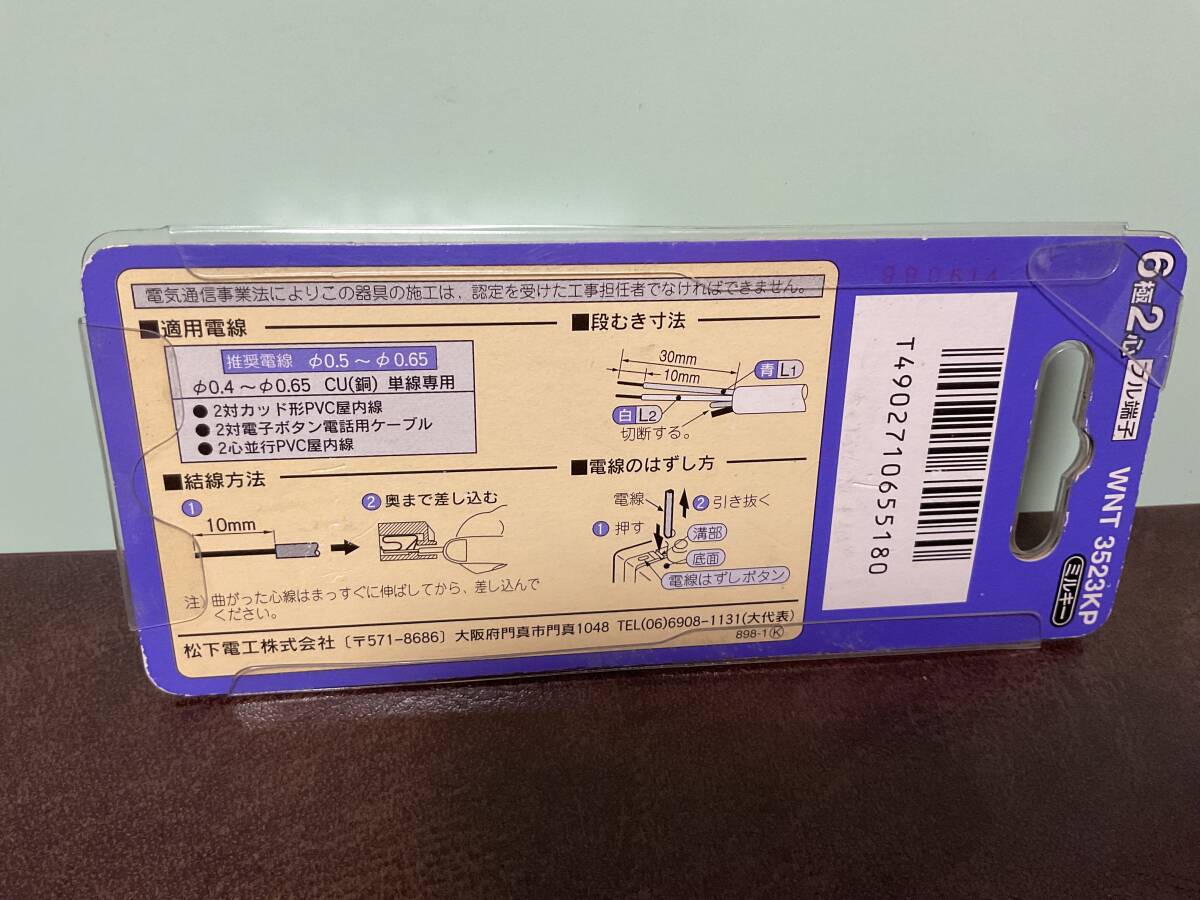 電気通信事業法によりこの器具の施工は、認定を受けた工事担任者でなければできません。
■適用電線
推奨電線 φ0.5～φ0.65
φ0.4～φ0.65 CU(銅) 単線専用
●2対カッド形PVC屋内線
●2対電子ボタン電話用ケーブル
●2心並行PVC屋内線
■段むき寸法
30mm
10mm
青 L1
白 L2
切断する。
■結線方法
1
10mm
2 奥まで差し込む
注)曲がった心線はまっすぐに伸ばしてから、差し込んで
ください。
■電線のはずし方
電線
2 引き抜く
1 押す
溝部
底面
電線はずしボタン
松下電工株式会社 〔〒571-8686〕 大阪府門真市門真1048 TEL(06)6908-1131(大代表)
898-1 K
990614
T4902710655180
6極2心 フル端子
WNT 3523KP
ミルキー